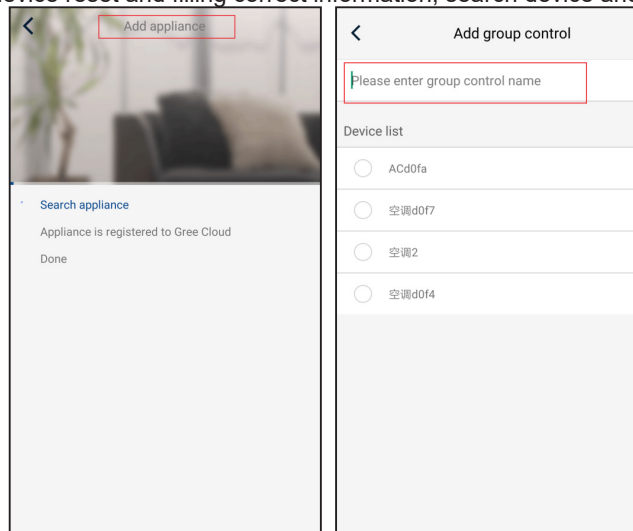 device reset and filling correct information, search device and
Add appliance
Search appliance
Appliance is registered to Gree Cloud
Done
Add group control
Please enter group control name
Device list
ACd0fa
空调d0f7
空调2
空调d0f4